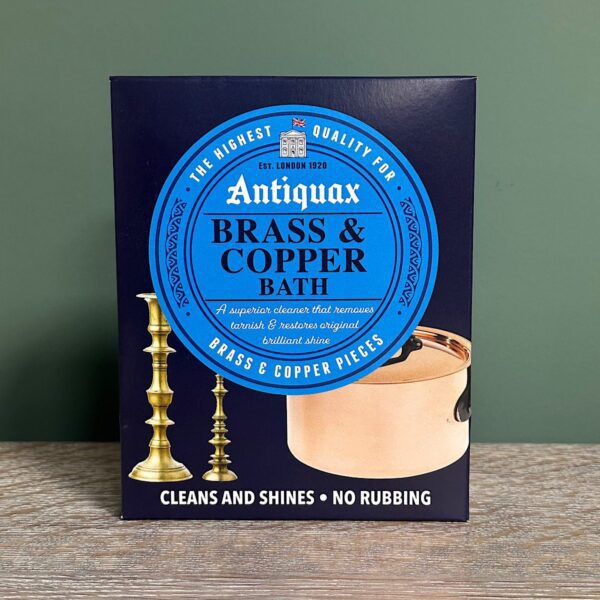 THE HIGHEST QUALITY FOR
EST. LONDON 1920
Antiquax
BRASS &
COPPER
BATH
A superior cleaner that removes
tarnish & restores original
brilliant shine
BRASS & COPPER PIECES
CLEANS AND SHINES • NO RUBBING